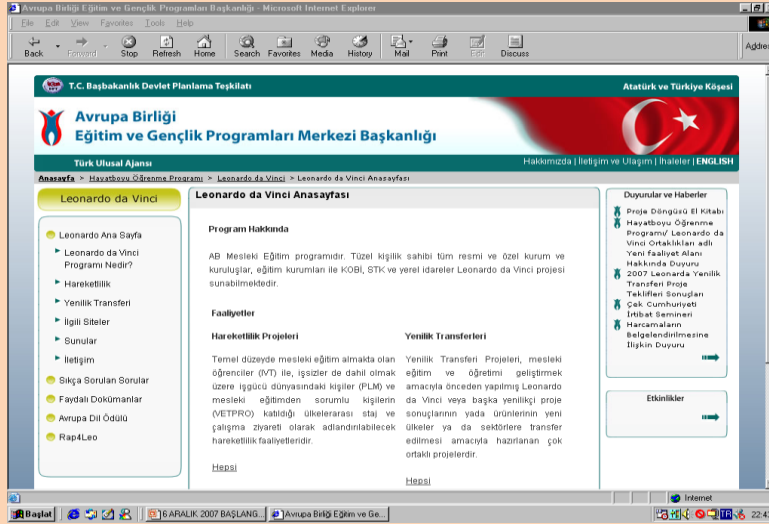 Avrupa Birliği Eğitim ve Gençlik Programları Başkanlığı - Microsoft Internet Explorer
File Edit View Favorites Tools Help
Back Forward Stop Refresh Home Search Favorites Media History Mail Print Edit Discuss
T.C. Başbakanlık Devlet Planlama Teşkilatı
Atatürk ve Türkiye Köşesi
Avrupa Birliği
Eğitim ve Gençlik Programları Merkezi Başkanlığı
Türk Ulusal Ajansı
Hakkımızda | İletişim ve Ulaşım | İhaleler | ENGLISH
Anasayfa > Hayatboyu Öğrenme Programı > Leonardo da Vinci > Leonardo da Vinci Anasayfası
Leonardo da Vinci
Leonardo Ana Sayfa
Leonardo da Vinci
Programı Nedir?
Hareketlilik
Yenilik Transferi
İlgili Siteler
Sunular
İletişim
Sıkça Sorulan Sorular
Faydalı Dokümanlar
Avrupa Dil Ödülü
Rap4Leo
Leonardo da Vinci Anasayfası
Program Hakkında
AB Mesleki Eğitim programıdır. Tüzel kişilik sahibi tüm resmi ve özel kurum ve
kuruluşlar, eğitim kurumları ile KOBİ, STK ve yerel idareler Leonardo da Vinci projesi
sunabilmektedir.
Faaliyetler
Hareketlilik Projeleri
Temel düzeyde mesleki eğitim almakta olan
öğrenciler (IVT) ile, işsizler de dahil olmak
üzere işgücü dünyasındaki kişiler (PLM) ve
mesleki eğitimden sorumlu kişilerin
(VETPRO) katıldığı ülkelerarası staj ve
çalışma ziyareti olarak adlandırılabilecek
hareketlilik faaliyetleridir.
Hepsi
Yenilik Transferleri
Yenilik Transferi Projeleri, mesleki
eğitim ve öğretimi geliştirmek
amacıyla önceden yapılmış Leonardo
da Vinci veya başka yenilikçi proje
sonuçlarının yada ürünlerinin yeni
ülkeler ya da sektörlere transfer
edilmesi amacıyla hazırlanan çok
ortaklı projelerdir.
Hepsi
Duyurular ve Haberler
Proje Döngüsü El Kitabı
Hayatboyu Öğrenme
Programı/ Leonardo da
Vinci Ortaklıkları adlı
Yeni faaliyet Alanı
Hakkında Duyuru
2007 Leonarda Yenilik
Transferi Proje
Teklifleri Sonuçları
Çek Cumhuriyeti
İrtibat Semineri
Harcamaların
Belgelendirilmesine
İlişkin Duyuru
Etkinlikler
Internet
Başlat
6 ARALIK 2007 BAŞLANG...
Avrupa Birliği Eğitim ve Ge...
TR